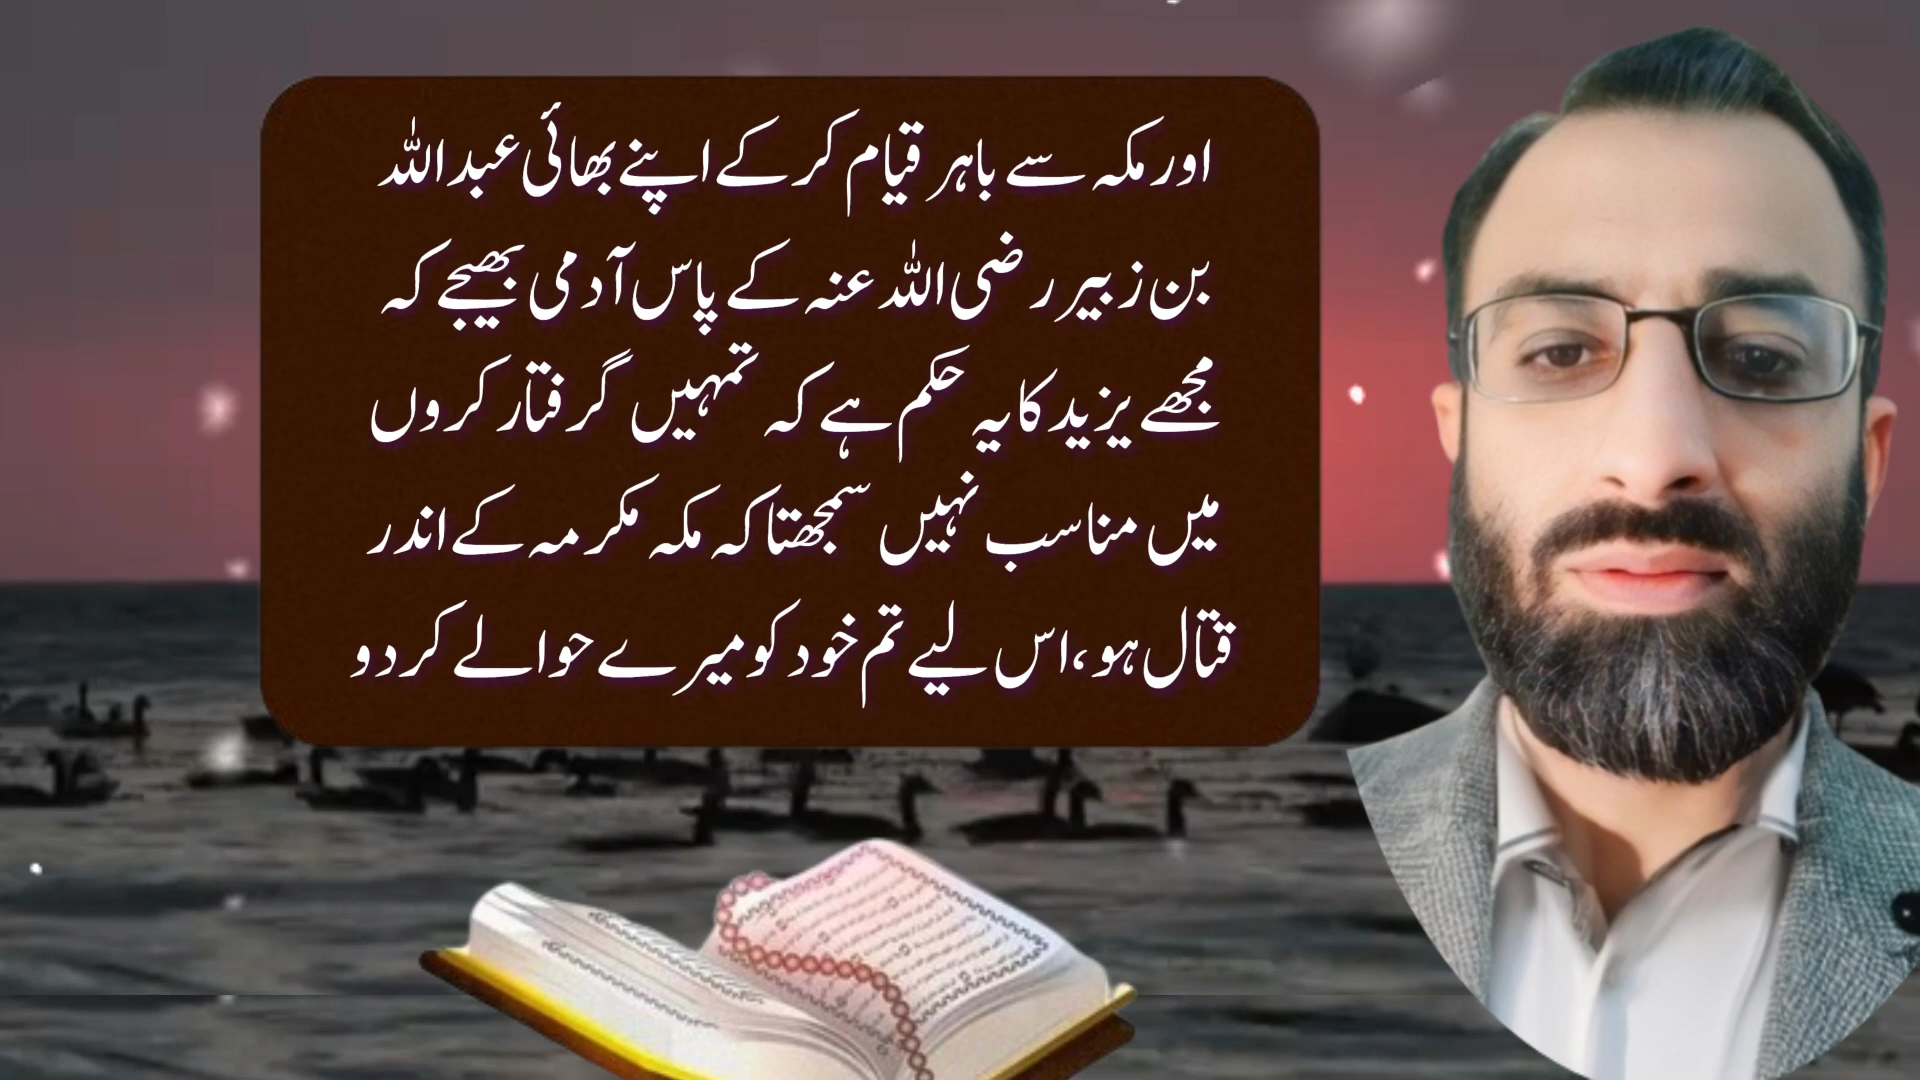 اور مکہ سے باہر قیام کر کے اپنے بھائی عبداللہ
بن زبیر رضی اللہ عنہ کے پاس آدمی بھیجے کہ
مجھے یزید کا یہ حکم ہے کہ تمہیں گرفتار کروں
میں مناسب نہیں سمجھتا کہ مکہ مکرمہ کے اندر
قتال ہو، اس لیے تم خود کو میرے حوالے کر دو